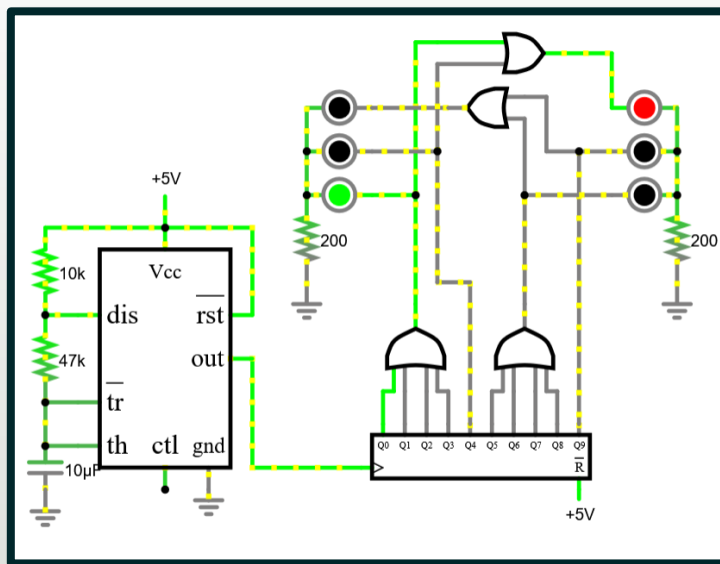 +5V
200
200
Vcc
10k
dis
rst
47k
out
tr
th
ctl
gnd
10µF
Q0 Q1 Q2 Q3 Q4 Q5 Q6 Q7 Q8 Q9
R
+5V